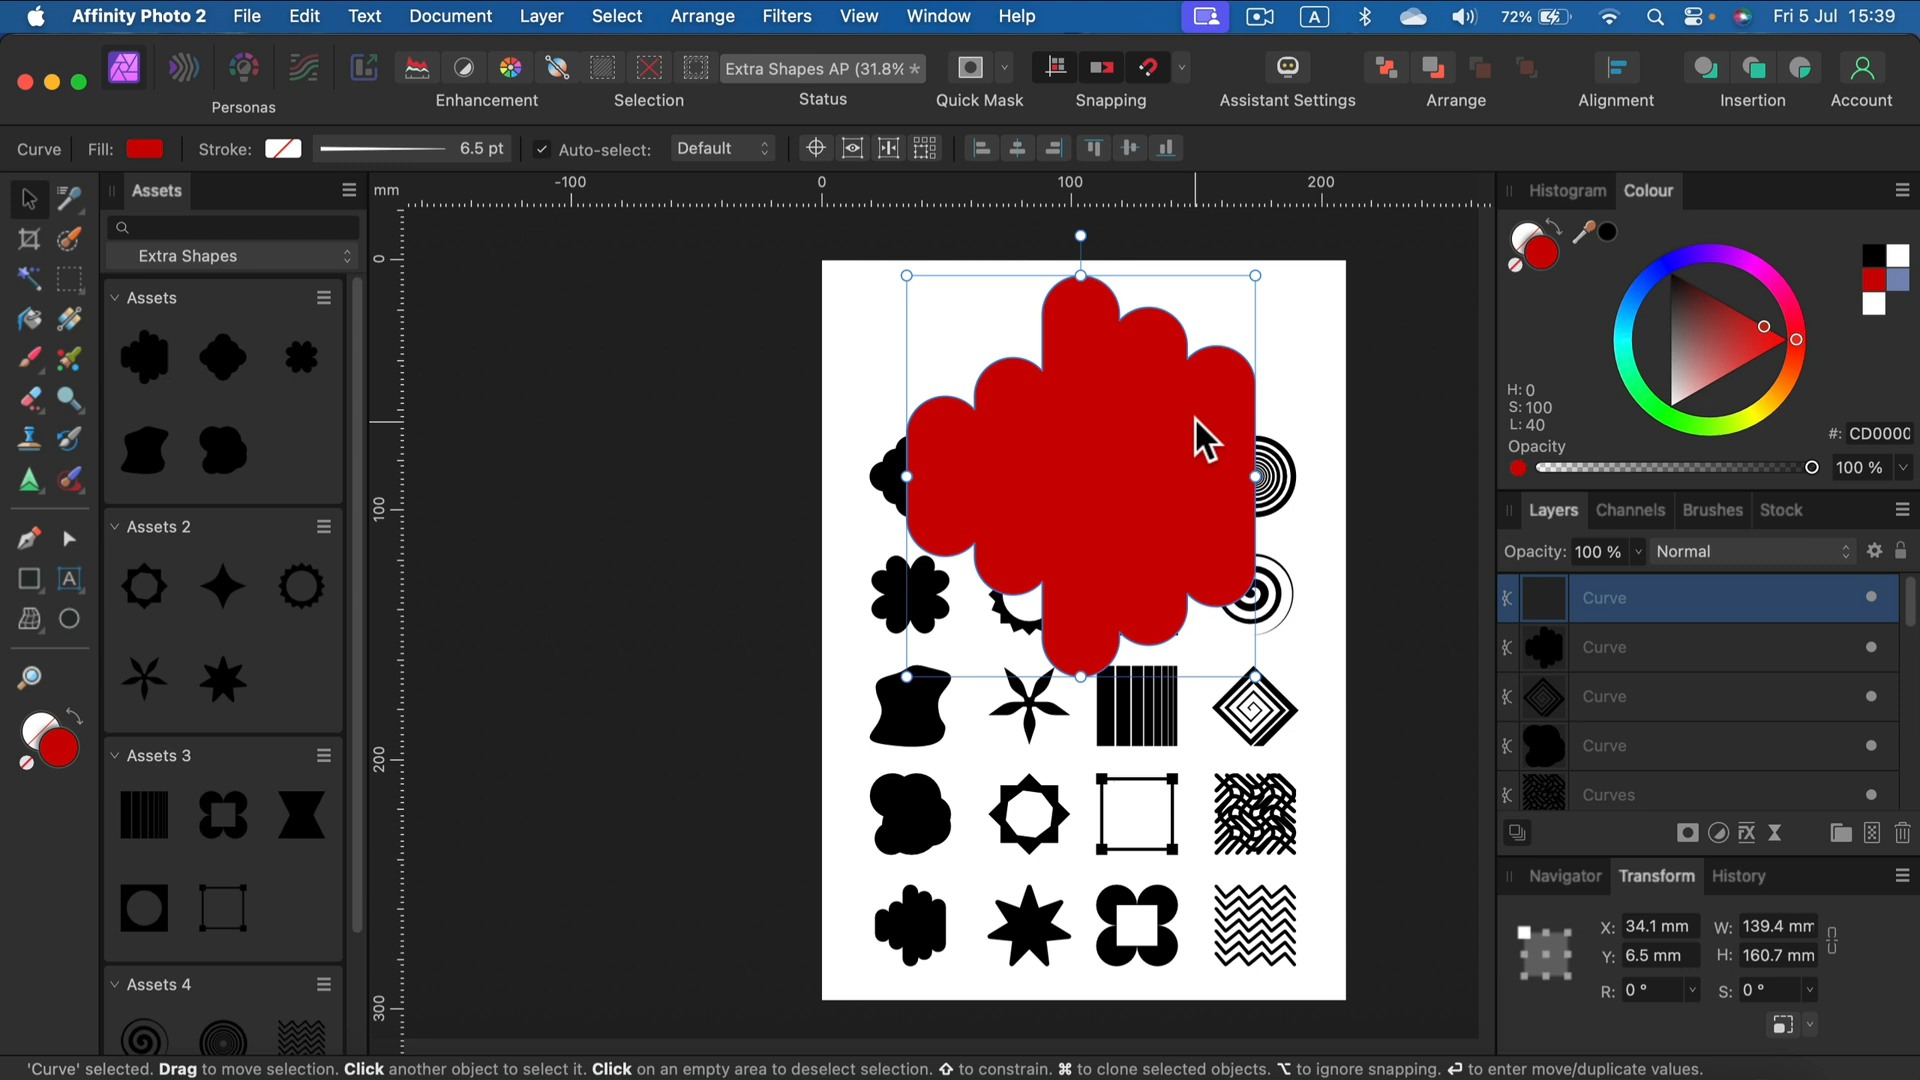 Affinity Photo 2 File Edit Text Document Layer Select Arrange Filters View Window Help A 72% Fri 5 Jul 15:39
Extra Shapes AP (31.8% *
Personas Enhancement Selection Status Quick Mask Snapping Assistant Settings Arrange Alignment Insertion Account
Curve Fill: Stroke: 6.5 pt Auto-select: Default
Assets
Extra Shapes
Assets
Assets 2
Assets 3
Assets 4
mm -100 0 100 200
0
100
200
300
Histogram Colour
H: 0
S: 100
L: 40
#: CD0000
Opacity
100 %
Layers Channels Brushes Stock
Opacity: 100 % Normal
Curve
Curve
Curve
Curve
Curves
Navigator Transform History
X: 34.1 mm W: 139.4 mm
Y: 6.5 mm H: 160.7 mm
R: 0 ° S: 0 °
'Curve' selected. Drag to move selection. Click another object to select it. Click on an empty area to deselect selection. ⇧ to constrain. ⌘ to clone selected objects. ⌥ to ignore snapping. ↩ to enter move/duplicate values.